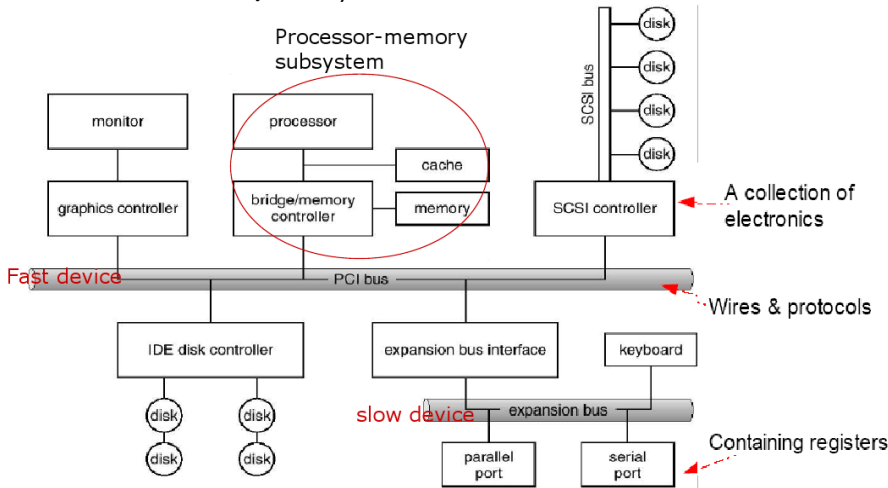 Processor-memory
subsystem
disk
disk
disk
disk
SCSI bus
monitor
processor
cache
graphics controller
bridge/memory
controller
memory
SCSI controller
A collection of
electronics
Fast device
PCI bus
Wires & protocols
IDE disk controller
expansion bus interface
keyboard
disk
disk
disk
disk
slow device
expansion bus
parallel
port
serial
port
Containing registers